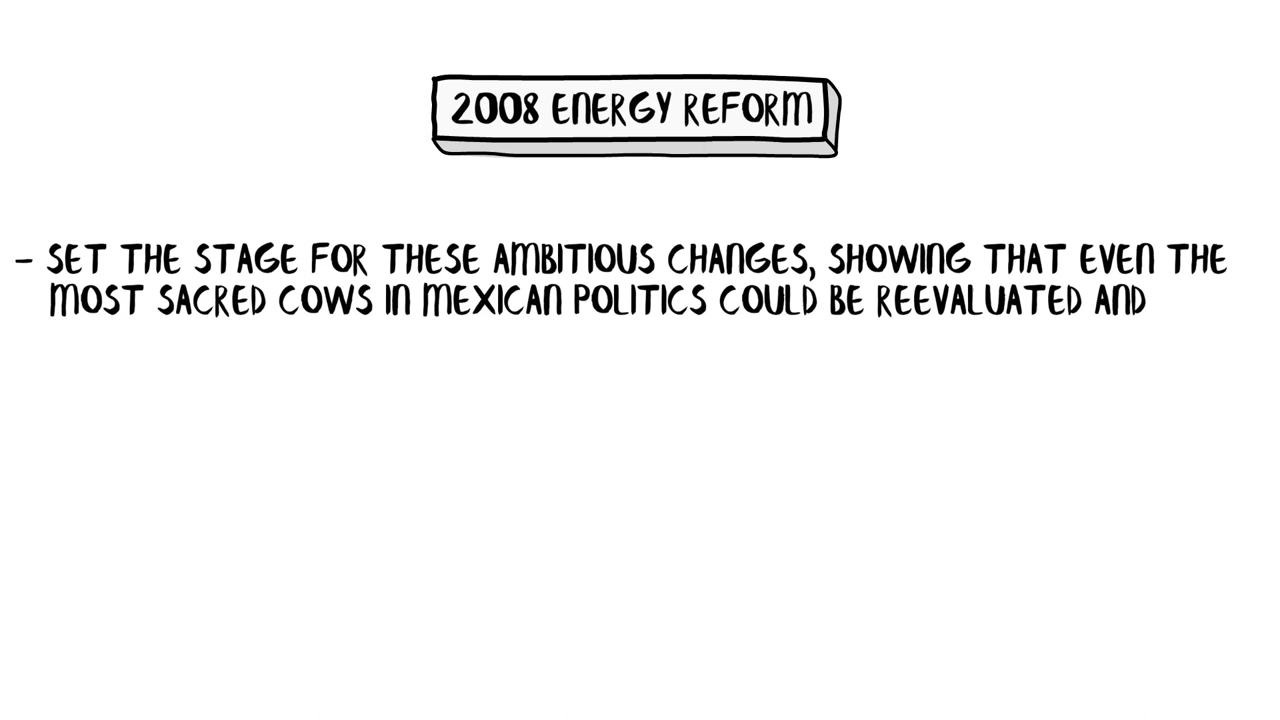 2008 ENERGY REFORM
- SET THE STAGE FOR THESE AMBITIOUS CHANGES, SHOWING THAT EVEN THE
MOST SACRED COWS IN MEXICAN POLITICS COULD BE REEVALUATED AND